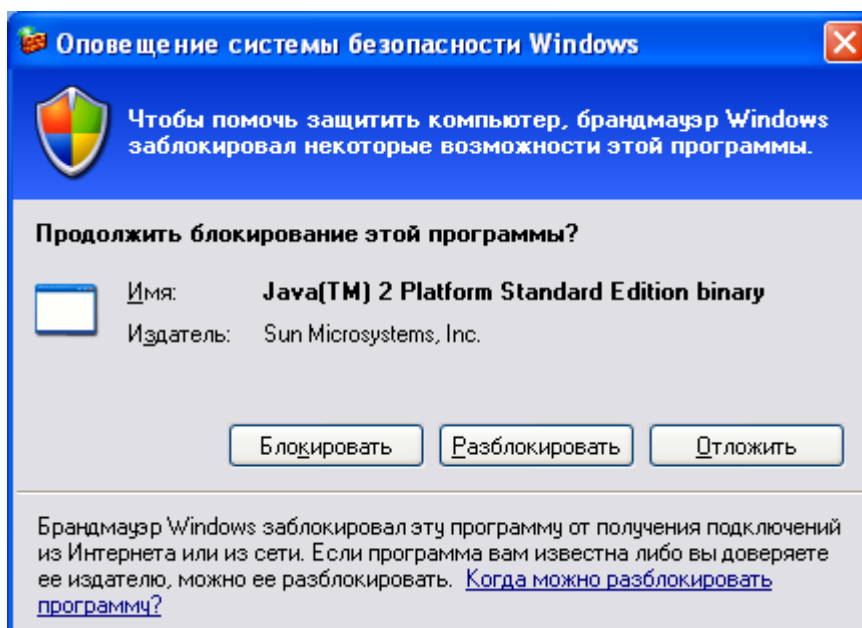 Оповещение системы безопасности Windows
Чтобы помочь защитить компьютер, брандмауэр Windows
заблокировал некоторые возможности этой программы.
Продолжить блокирование этой программы?
Имя: Java(TM) 2 Platform Standard Edition binary
Издатель: Sun Microsystems, Inc.
Блокировать Разблокировать Отложить
Брандмауэр Windows заблокировал эту программу от получения подключений
из Интернета или из сети. Если программа вам известна либо вы доверяете
ее издателю, можно ее разблокировать. Когда можно разблокировать
программу?